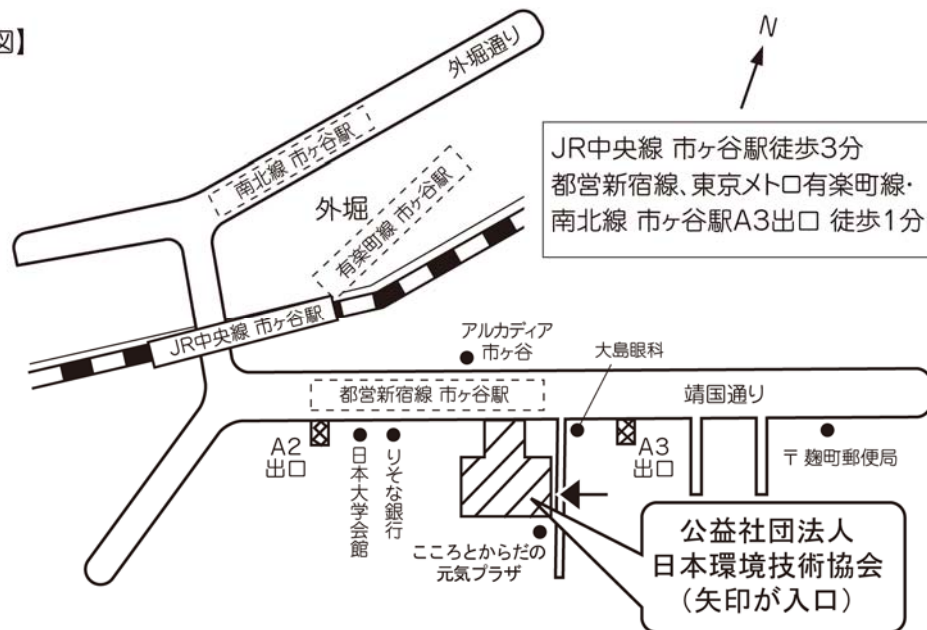 図】
外堀通り
N
南北線 市ヶ谷駅
JR中央線 市ヶ谷駅徒歩3分
都営新宿線、東京メトロ有楽町線・
南北線 市ヶ谷駅A3出口 徒歩1分
外堀
有楽町線 市ヶ谷駅
JR中央線 市ヶ谷駅
アルカディア
市ヶ谷
大島眼科
都営新宿線 市ヶ谷駅
靖国通り
A2
出口
日本大学会館
りそな銀行
A3
出口
〒 麹町郵便局
こころとからだの
元気プラザ
公益社団法人
日本環境技術協会
(矢印が入口)